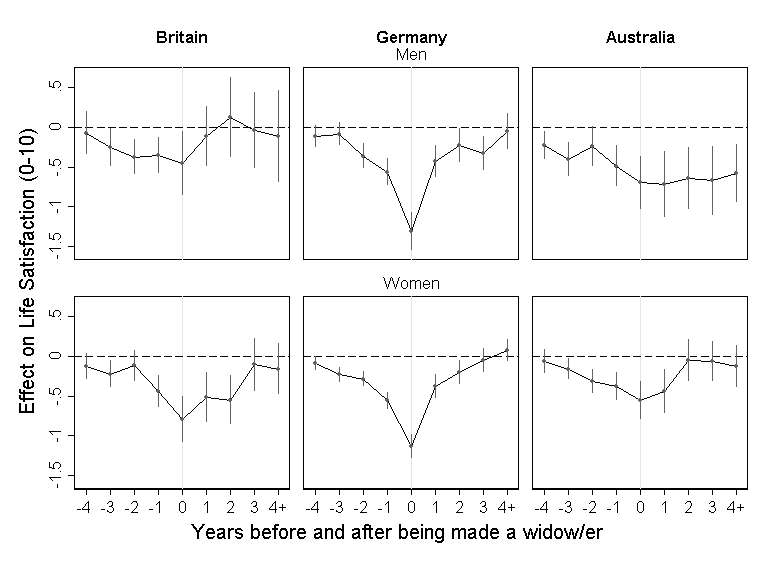 Britain Germany Australia
Men
.5
0
-.5
-1
-1.5
Women
.5
0
-.5
-1
-1.5
Effect on Life Satisfaction (0-10)
-4 -3 -2 -1 0 1 2 3 4+ -4 -3 -2 -1 0 1 2 3 4+ -4 -3 -2 -1 0 1 2 3 4+
Years before and after being made a widow/er